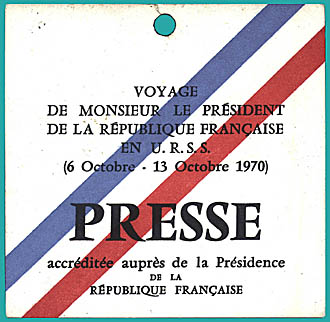 VOYAGE
DE MONSIEUR LE PRÉSIDENT
DE LA RÉPUBLIQUE FRANÇAISE
EN U.R.S.S.
(6 Octobre - 13 Octobre 1970)
PRESSE
accréditée auprès de la Présidence
DE LA
RÉPUBLIQUE FRANÇAISE